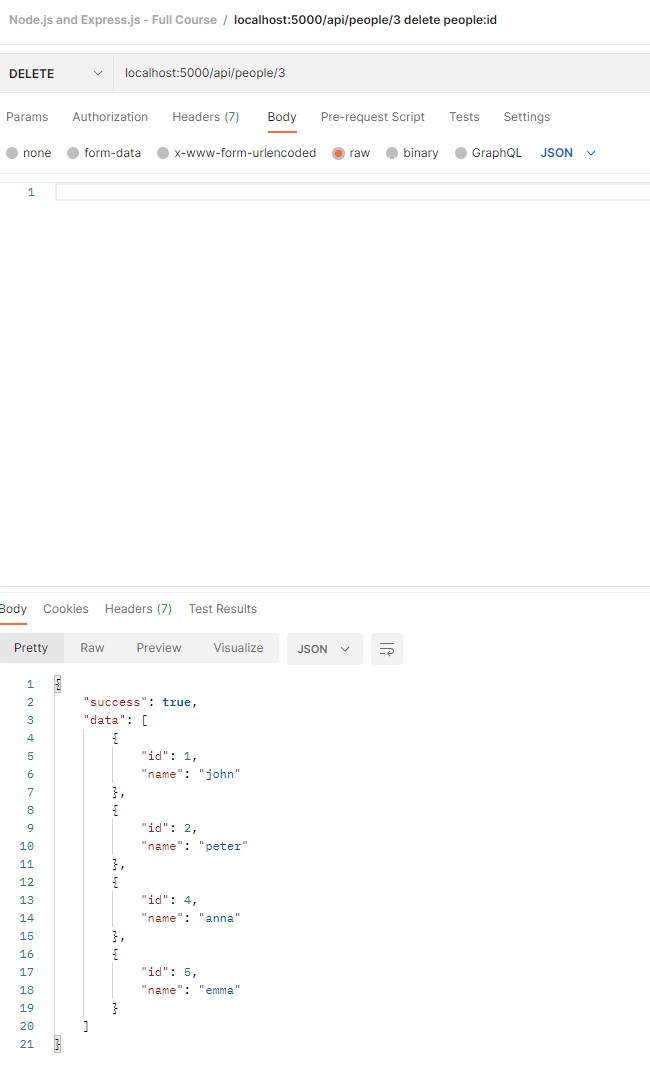 Node.js and Express.js - Full Course / localhost:5000/api/people/3 delete people:id
DELETE localhost:5000/api/people/3
Params Authorization Headers (7) Body Pre-request Script Tests Settings
none form-data x-www-form-urlencoded raw binary GraphQL JSON
1
Body Cookies Headers (7) Test Results
Pretty Raw Preview Visualize JSON
1 {
2 "success": true,
3 "data": [
4 {
5 "id": 1,
6 "name": "john"
7 },
8 {
9 "id": 2,
10 "name": "peter"
11 },
12 {
13 "id": 4,
14 "name": "anna"
15 },
16 {
17 "id": 5,
18 "name": "emma"
19 }
20 ]
21 }